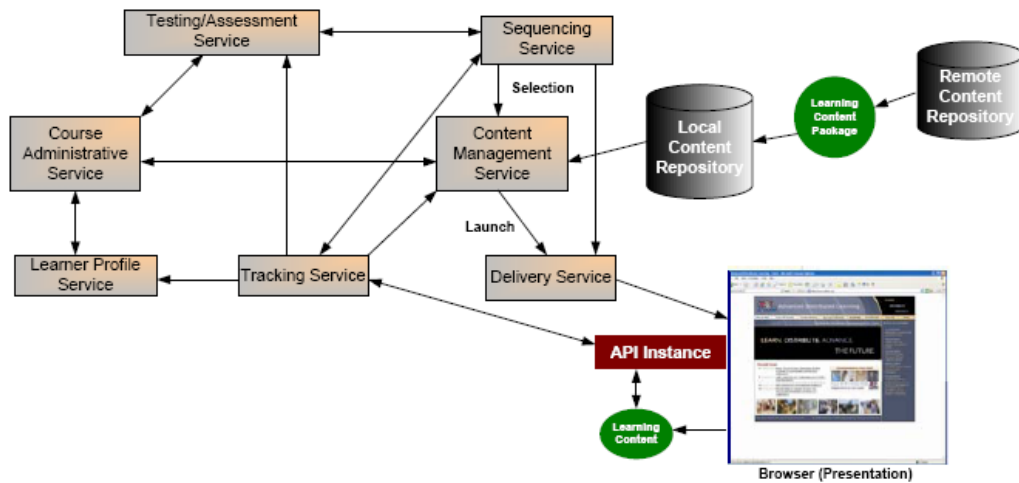 Testing/Assessment
Service
Sequencing
Service
Selection
Remote
Content
Repository
Learning
Content
Package
Course
Administrative
Service
Content
Management
Service
Local
Content
Repository
Launch
Learner Profile
Service
Tracking Service
Delivery Service
LEARN. DISTRIBUTE. ADVANCE
THE FUTURE.
API Instance
Learning
Content
Browser (Presentation)